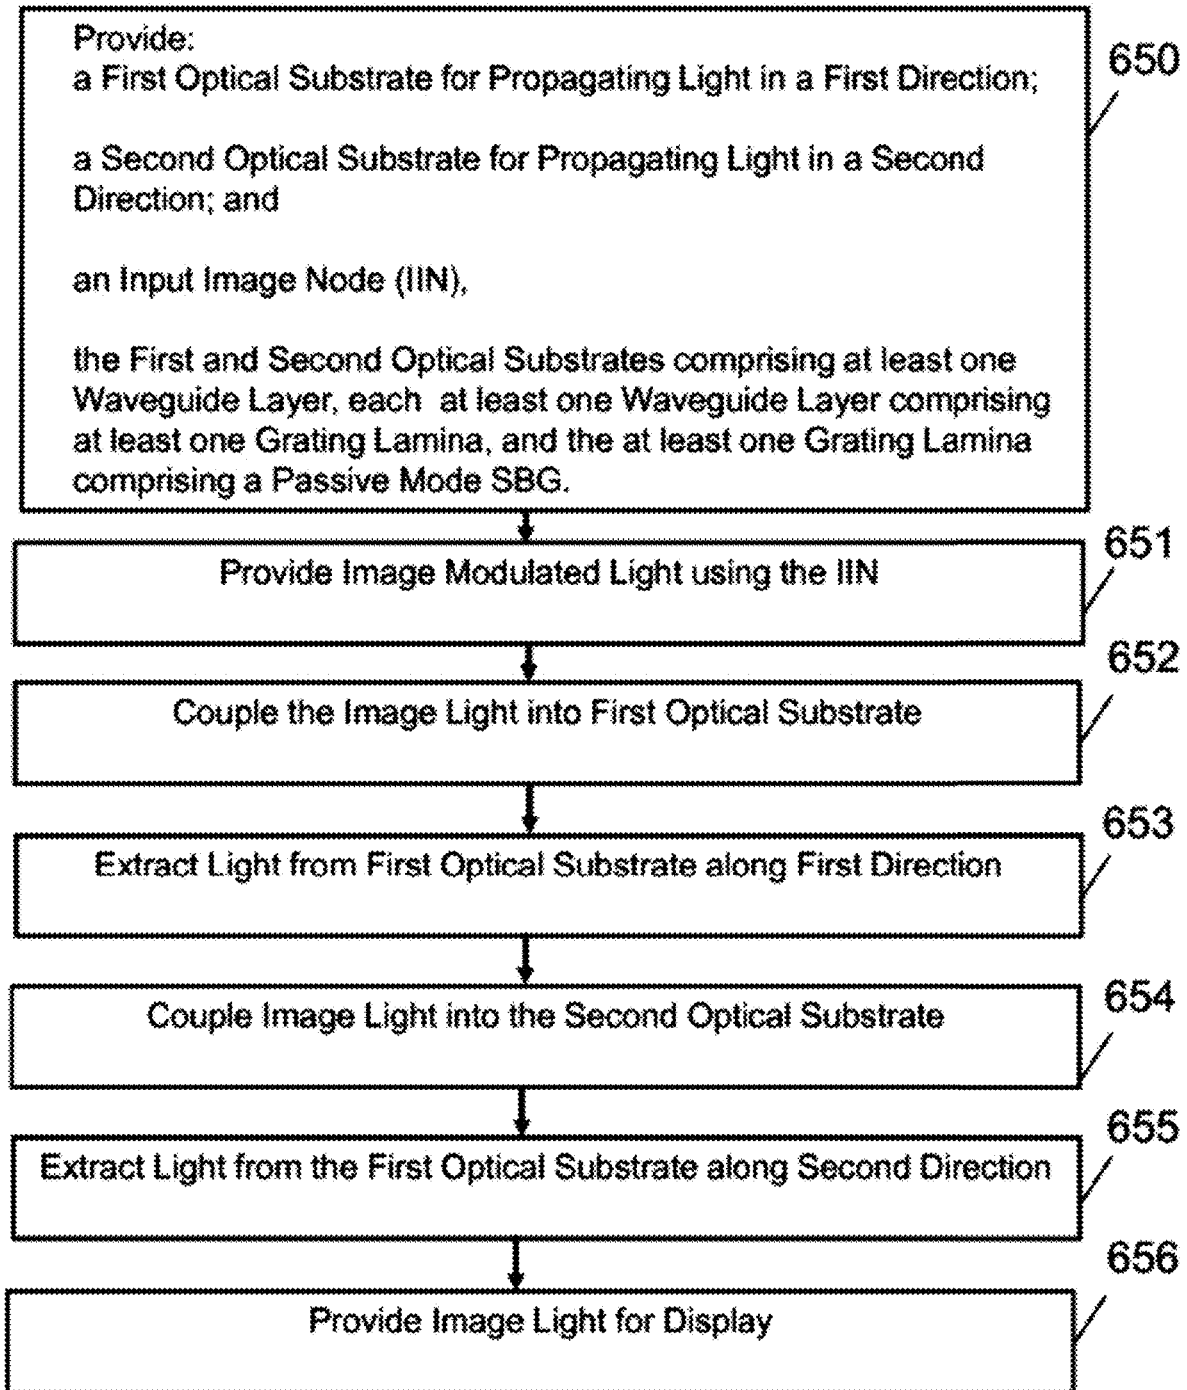 Provide:
a First Optical Substrate for Propagating Light in a First Direction;
a Second Optical Substrate for Propagating Light in a Second
Direction; and
an Input Image Node (IIN),
the First and Second Optical Substrates comprising at least one
Waveguide Layer, each at least one Waveguide Layer comprising
at least one Grating Lamina, and the at least one Grating Lamina
comprising a Passive Mode SBG.
650
Provide Image Modulated Light using the IIN
651
Couple the Image Light into First Optical Substrate
652
Extract Light from First Optical Substrate along First Direction
653
Couple Image Light into the Second Optical Substrate
654
Extract Light from the First Optical Substrate along Second Direction
655
Provide Image Light for Display
656